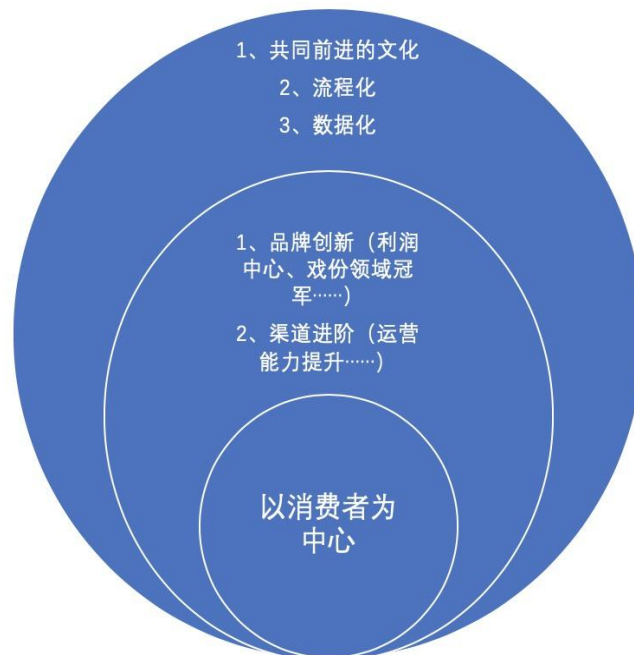 1、共同前进的文化
2、流程化
3、数据化
1、品牌创新（利润
中心、戏份领域冠
军……）
2、渠道进阶（运营
能力提升……）
以消费者为
中心